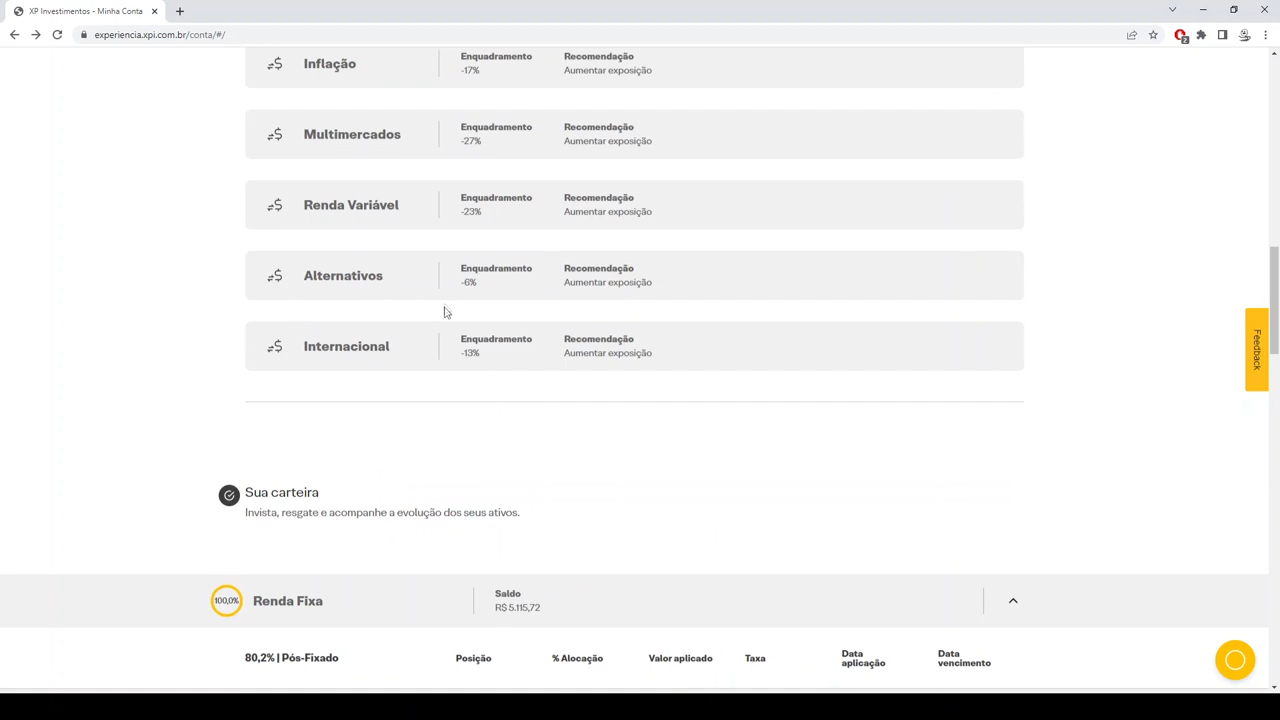 XP Investimentos - Minha Conta
experiencia.xpi.com.br/conta/#/
2
Inflação
Enquadramento
-17%
Recomendação
Aumentar exposição
Multimercados
Enquadramento
-27%
Recomendação
Aumentar exposição
Renda Variável
Enquadramento
-23%
Recomendação
Aumentar exposição
Alternativos
Enquadramento
-6%
Recomendação
Aumentar exposição
Internacional
Enquadramento
-13%
Recomendação
Aumentar exposição
Feedback
Sua carteira
Invista, resgate e acompanhe a evolução dos seus ativos.
100,0%
Renda Fixa
Saldo
R$ 5.115,72
80,2% | Pós-Fixado
Posição
% Alocação
Valor aplicado
Taxa
Data
aplicação
Data
vencimento